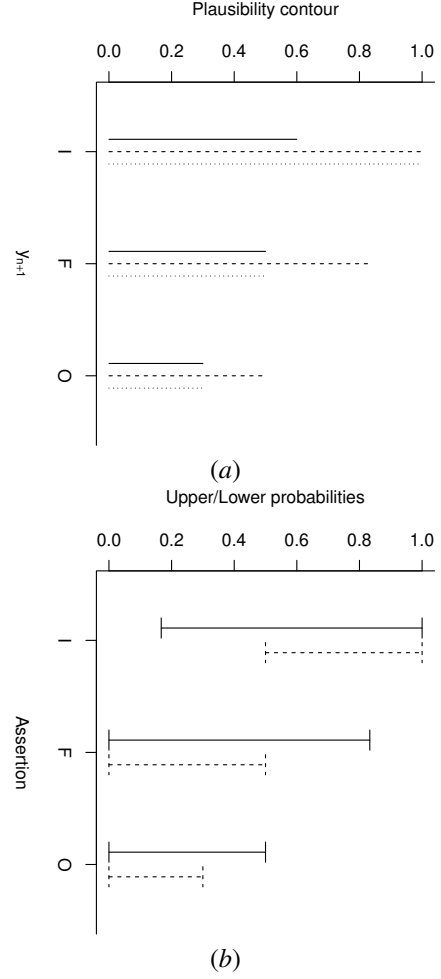 Plausibility contour
0.0 0.2 0.4 0.6 0.8 1.0
I
F
O
yn+1
(a)
Upper/Lower probabilities
0.0 0.2 0.4 0.6 0.8 1.0
I
F
O
Assertion
(b)